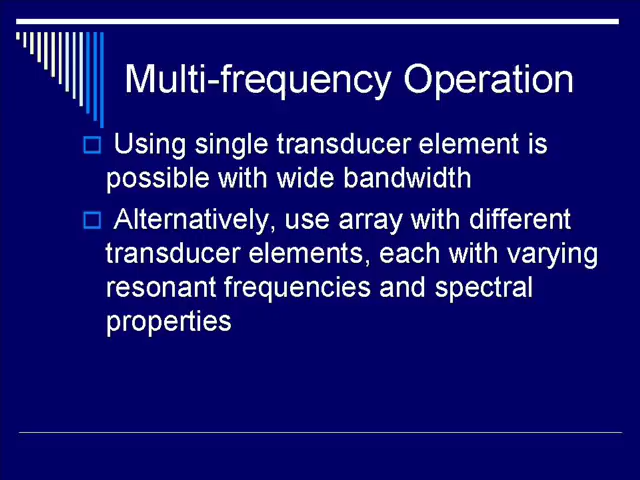 Multi-frequency Operation
Using single transducer element is
possible with wide bandwidth
Alternatively, use array with different
transducer elements, each with varying
resonant frequencies and spectral
properties